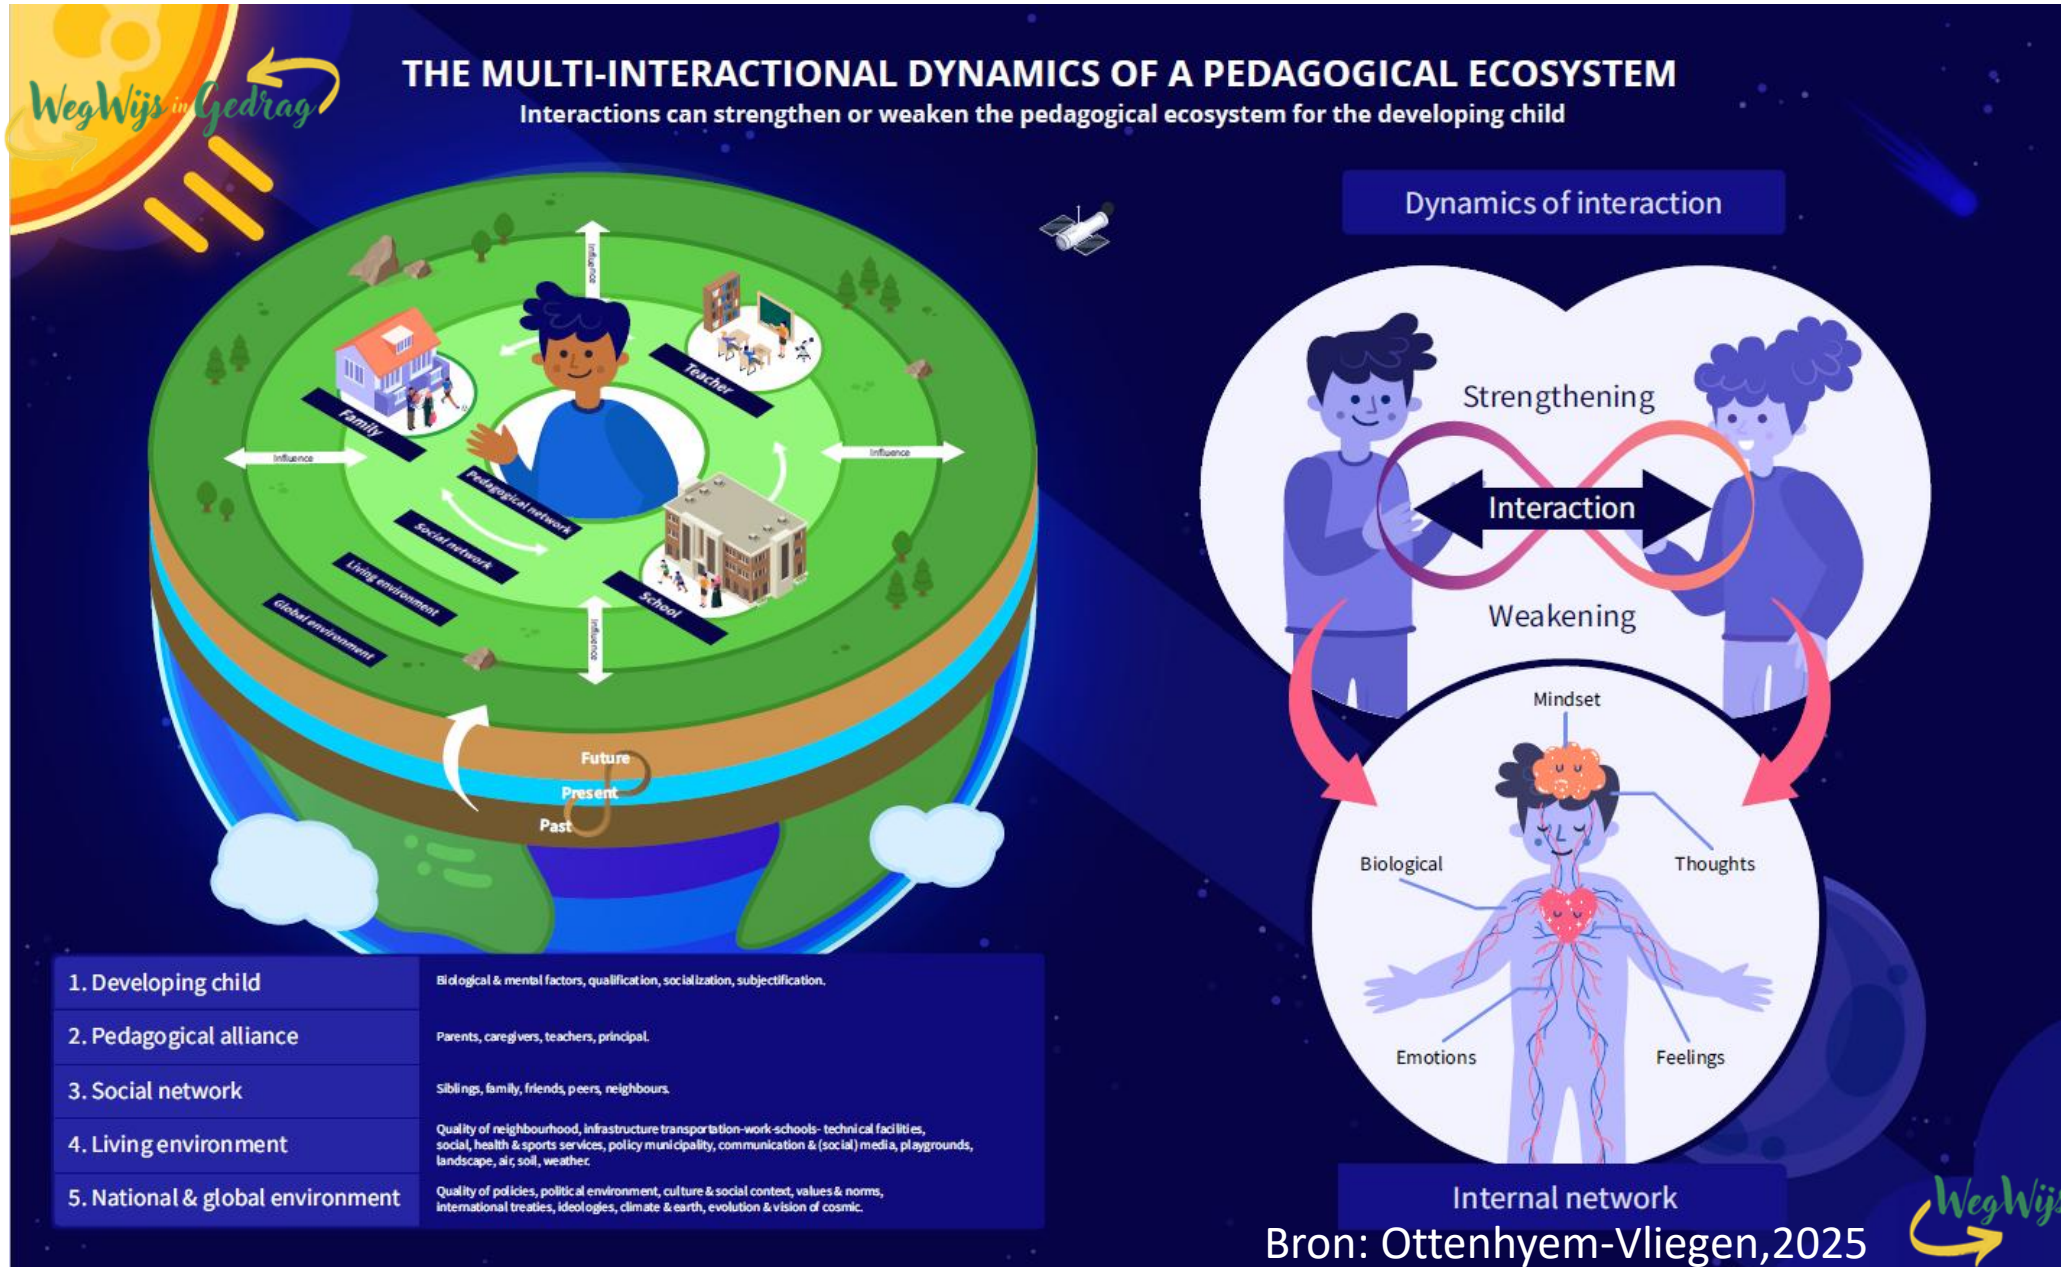 WegWijs in Gedrag
THE MULTI-INTERACTIONAL DYNAMICS OF A PEDAGOGICAL ECOSYSTEM
Interactions can strengthen or weaken the pedagogical ecosystem for the developing child
Dynamics of interaction
Influence
Teacher
Family
Influence
Influence
Pedagogical network
Social network
Living environment
Global environment
School
Influence
Future
Present
Past
Strengthening
Interaction
Weakening
Mindset
Biological
Thoughts
Emotions
Feelings
Internal network
1. Developing child
Biological & mental factors, qualification, socialization, subjectification.
2. Pedagogical alliance
Parents, caregivers, teachers, principal.
3. Social network
Siblings, family, friends, peers, neighbours.
4. Living environment
Quality of neighbourhood, infrastructure transportation-work-schools- technical facilities,
social, health & sports services, policy municipality, communication & (social) media, playgrounds,
landscape, air, soil, weather.
5. National & global environment
Quality of policies, political environment, culture & social context, values & norms,
international treaties, ideologies, climate & earth, evolution & vision of cosmic.
Bron: Ottenhyem-Vliegen,2025
WegWijs